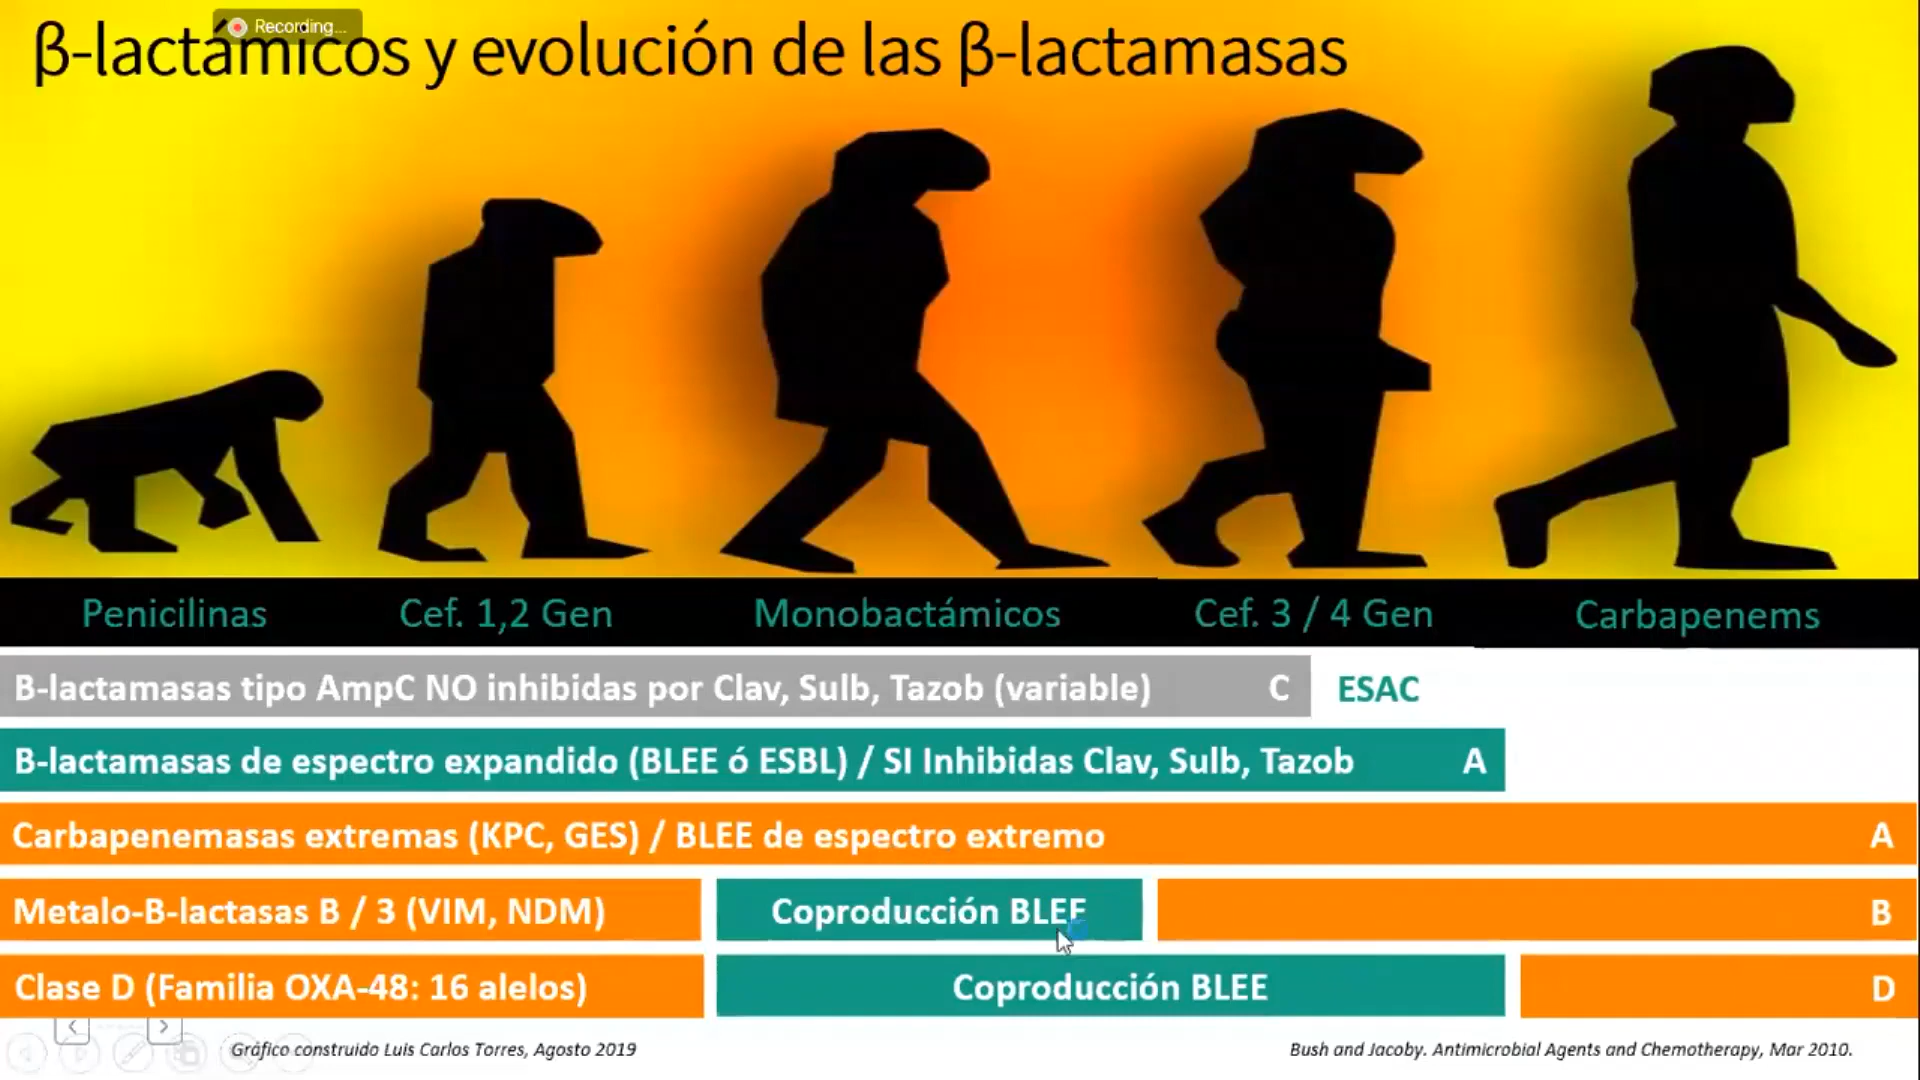 Recording...
β-lactámicos y evolución de las β-lactamasas
Penicilinas Cef. 1,2 Gen Monobactámicos Cef. 3 / 4 Gen Carbapenems
B-lactamasas tipo AmpC NO inhibidas por Clav, Sulb, Tazob (variable) C ESAC
B-lactamasas de espectro expandido (BLEE ó ESBL) / SI Inhibidas Clav, Sulb, Tazob A
Carbapenemasas extremas (KPC, GES) / BLEE de espectro extremo A
Metalo-B-lactasas B / 3 (VIM, NDM) Coproducción BLEE B
Clase D (Familia OXA-48: 16 alelos) Coproducción BLEE D
Gráfico construido Luis Carlos Torres, Agosto 2019 Bush and Jacoby. Antimicrobial Agents and Chemotherapy, Mar 2010.